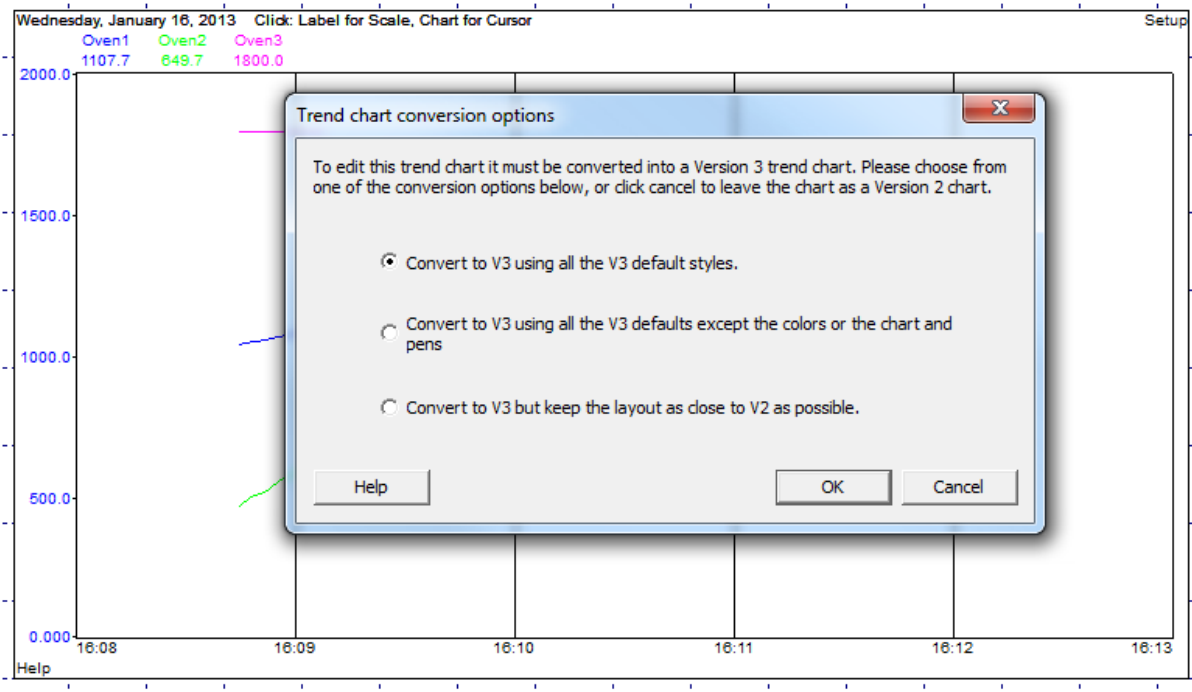 Wednesday, January 16, 2013 Click: Label for Scale, Chart for Cursor Setup
Oven1 Oven2 Oven3
1107.7 649.7 1800.0
2000.0
Trend chart conversion options
To edit this trend chart it must be converted into a Version 3 trend chart. Please choose from
one of the conversion options below, or click cancel to leave the chart as a Version 2 chart.
1500.0
Convert to V3 using all the V3 default styles.
Convert to V3 using all the V3 defaults except the colors or the chart and
pens
1000.0
Convert to V3 but keep the layout as close to V2 as possible.
Help OK Cancel
500.0
0.000
16:08 16:09 16:10 16:11 16:12 16:13
Help